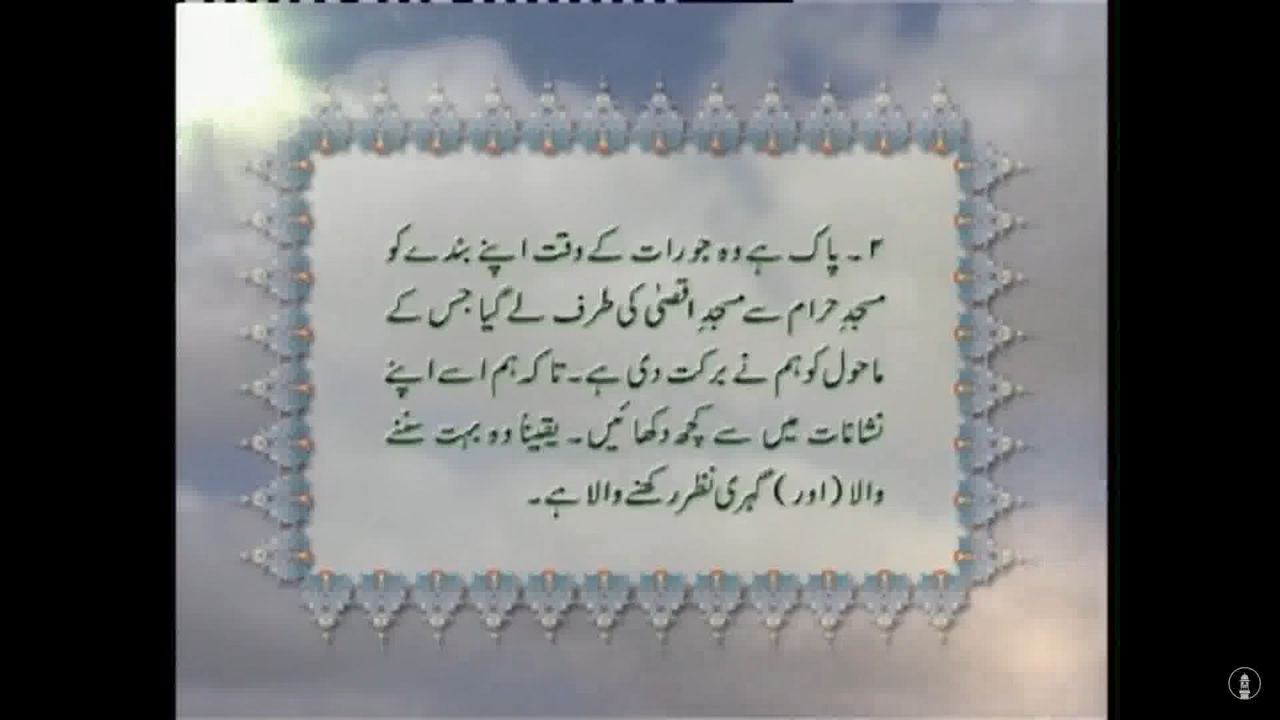 ۲۔ پاک ہے وہ جو رات کے وقت اپنے بندے کو
مسجدِ حرام سے مسجدِ اقصیٰ کی طرف لے گیا جس کے
ماحول کو ہم نے برکت دی ہے۔ تاکہ ہم اسے اپنے
نشانات میں سے کچھ دکھائیں۔ یقیناً وہ بہت سننے
والا (اور) گہری نظر رکھنے والا ہے۔